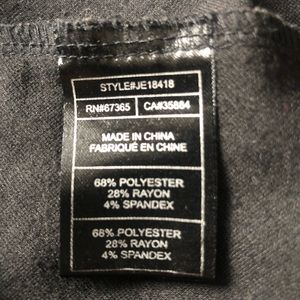 STYLE#JE18418
RN#67365 CA#35884
MADE IN CHINA
FABRIQUÉ EN CHINE
68% POLYESTER
28% RAYON
4% SPANDEX
68% POLYESTER
28% RAYON
4% SPANDEX